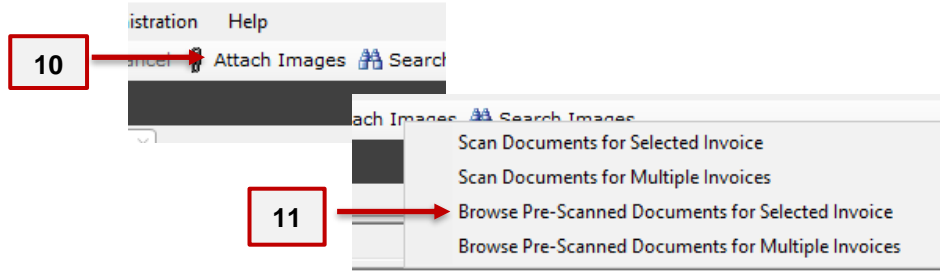 istration Help
10
ancel Attach Images Search
ach Images Search Images
Scan Documents for Selected Invoice
Scan Documents for Multiple Invoices
11
Browse Pre-Scanned Documents for Selected Invoice
Browse Pre-Scanned Documents for Multiple Invoices